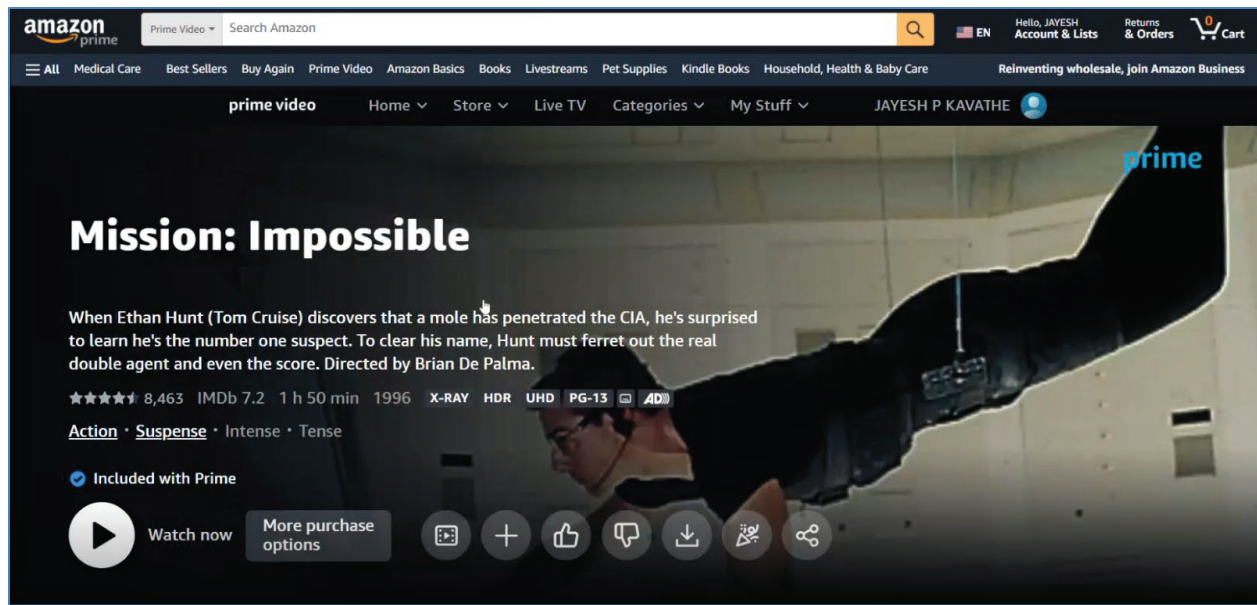 amazon prime
Prime Video
Search Amazon
EN
Hello, JAYESH
Account & Lists
Returns
& Orders
0
Cart
All
Medical Care
Best Sellers
Buy Again
Prime Video
Amazon Basics
Books
Livestreams
Pet Supplies
Kindle Books
Household, Health & Baby Care
Reinventing wholesale, join Amazon Business
prime video
Home
Store
Live TV
Categories
My Stuff
JAYESH P KAVATHE
prime
Mission: Impossible
When Ethan Hunt (Tom Cruise) discovers that a mole has penetrated the CIA, he's surprised
to learn he's the number one suspect. To clear his name, Hunt must ferret out the real
double agent and even the score. Directed by Brian De Palma.
8,463 IMDb 7.2 1 h 50 min 1996 X-RAY HDR UHD PG-13 AD
Action · Suspense · Intense · Tense
Included with Prime
Watch now
More purchase
options